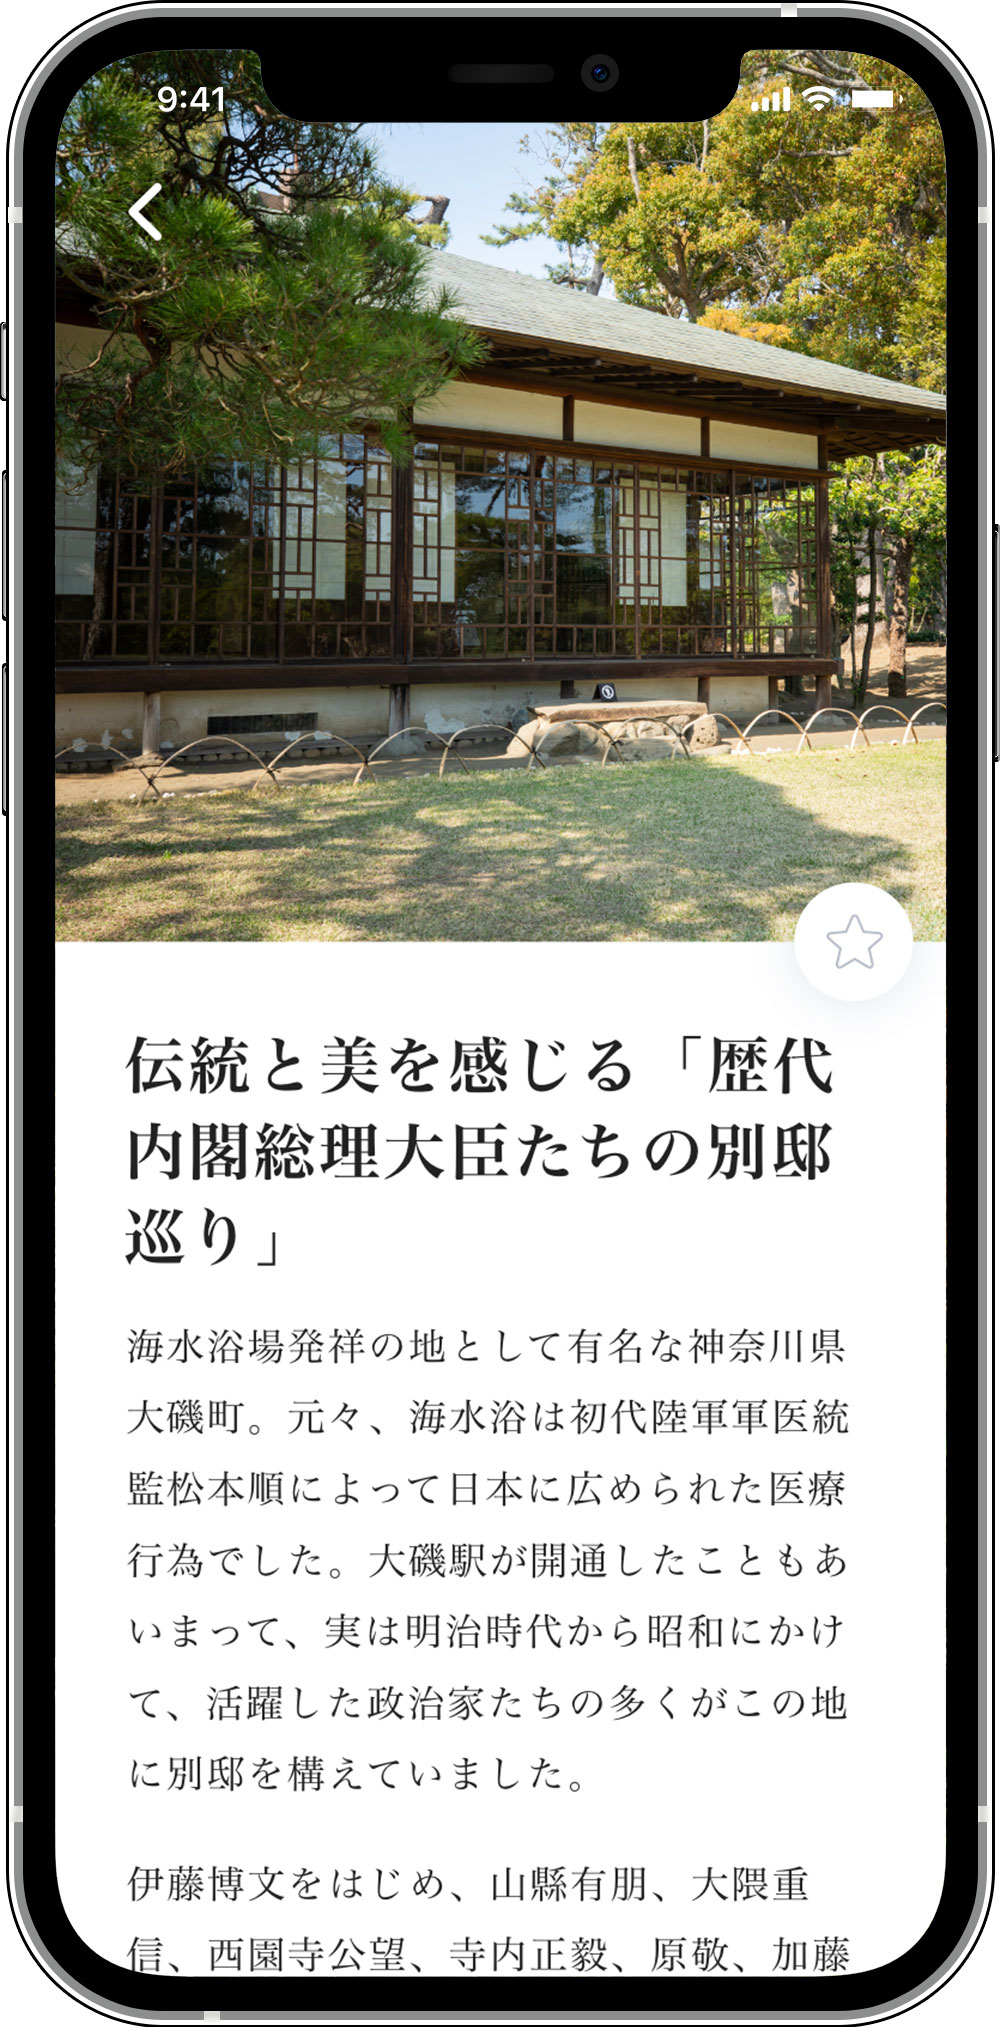 9:41
伝統と美を感じる「歴代
内閣総理大臣たちの別邸
巡り」
海水浴場発祥の地として有名な神奈川県
大磯町。元々、海水浴は初代陸軍軍医統
監松本順によって日本に広められた医療
行為でした。大磯駅が開通したこともあ
いまって、実は明治時代から昭和にかけ
て、活躍した政治家たちの多くがこの地
に別邸を構えていました。
伊藤博文をはじめ、山縣有朋、大隈重
信、西園寺公望、寺内正毅、原敬、加藤